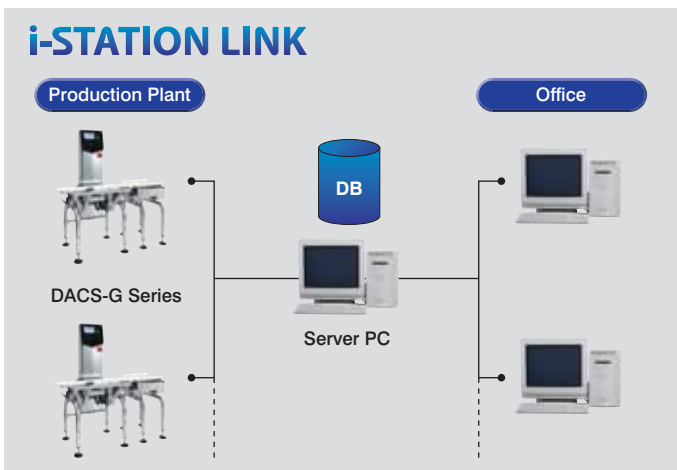 i-STATION LINK
Production Plant
Office
DB
DACS-G Series
Server PC